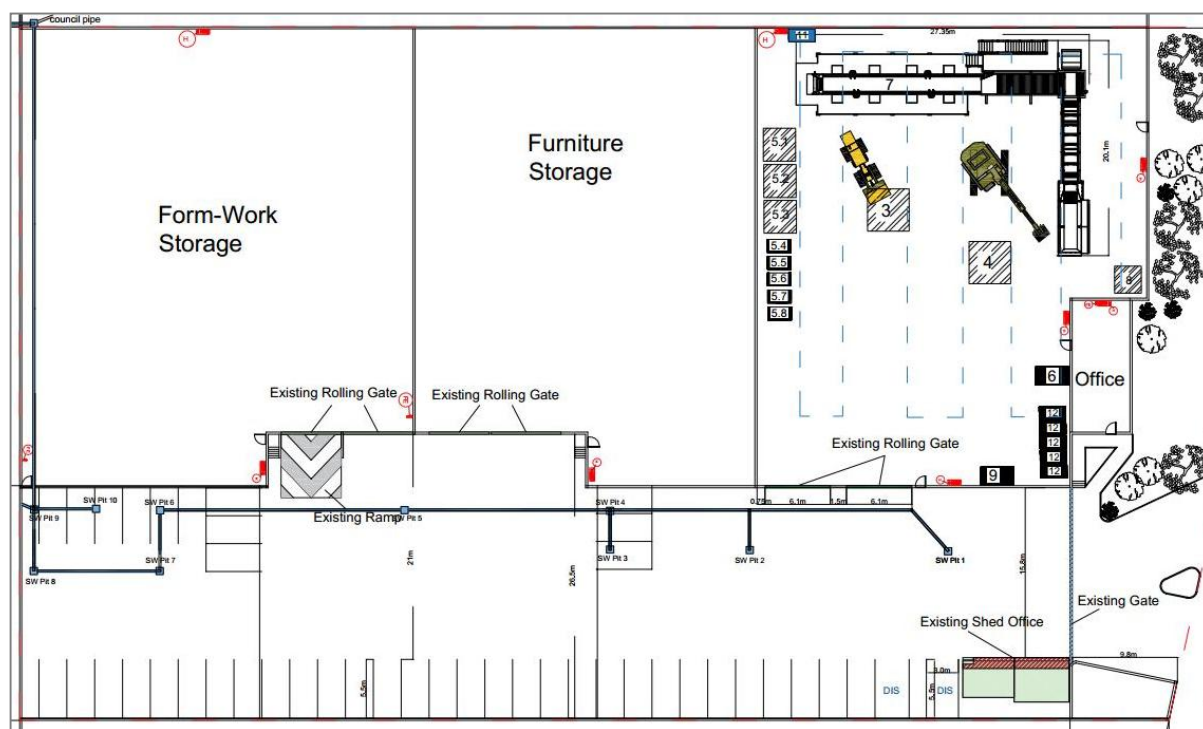 council pipe
H
H
11
27.35m
7
20.1m
Furniture
Storage
Form-Work
Storage
5.1
5.2
5.3
5.4
5.5
5.6
5.7
5.8
3
4
8
6
Office
12
12
12
12
12
9
Existing Rolling Gate
Existing Rolling Gate
Existing Rolling Gate
0.75m
6.1m
1.5m
6.1m
Existing Ramp
SW Pit 10
SW Pit 9
SW Pit 6
SW Pit 5
SW Pit 4
SW Pit 3
SW Pit 2
SW Pit 1
SW Pit 7
SW Pit 8
21m
26.5m
15.8m
Existing Gate
Existing Shed Office
9.8m
3.0m
5.5m
5.5m
DIS
DIS